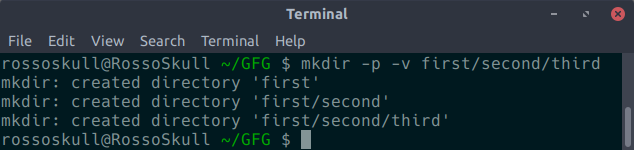 Terminal
File Edit View Search Terminal Help
rossoskull@RossoSkull ~/GFG $ mkdir -p -v first/second/third
mkdir: created directory 'first'
mkdir: created directory 'first/second'
mkdir: created directory 'first/second/third'
rossoskull@RossoSkull ~/GFG $